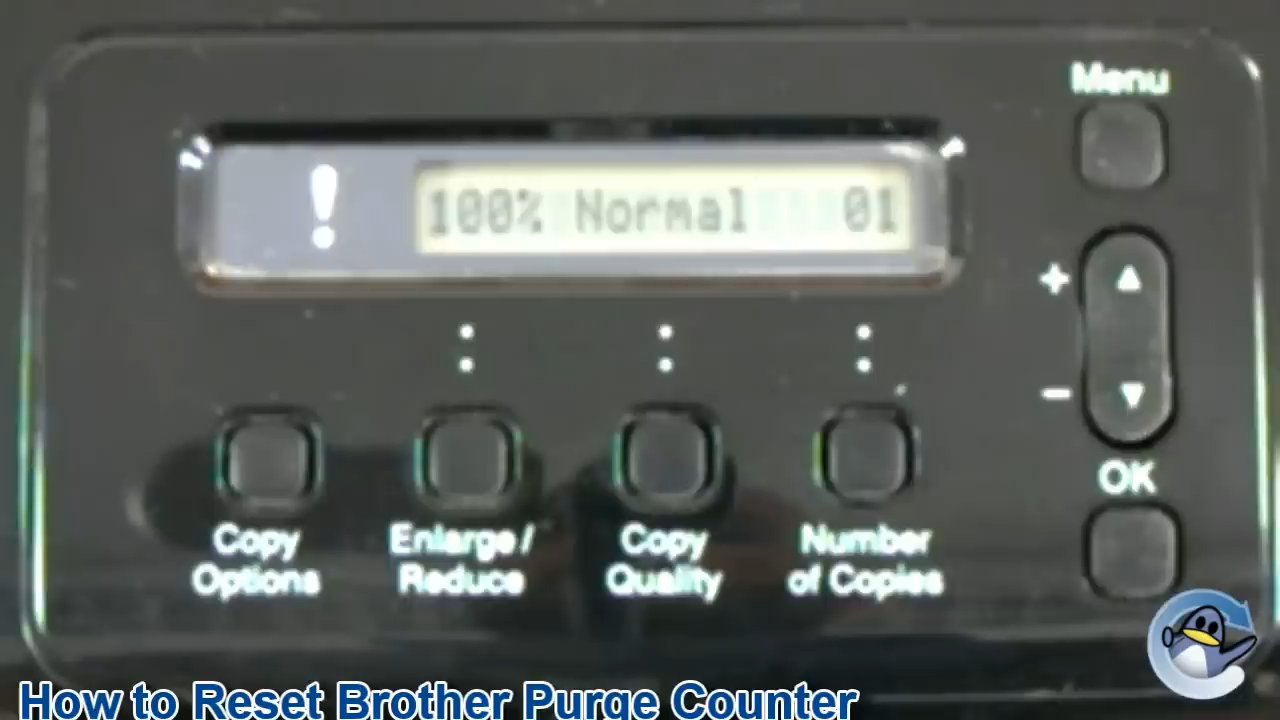 Menu
! 100% Normal 01
+
-
OK
Copy Options
Enlarge/ Reduce
Copy Quality
Number of Copies
How to Reset Brother Purge Counter